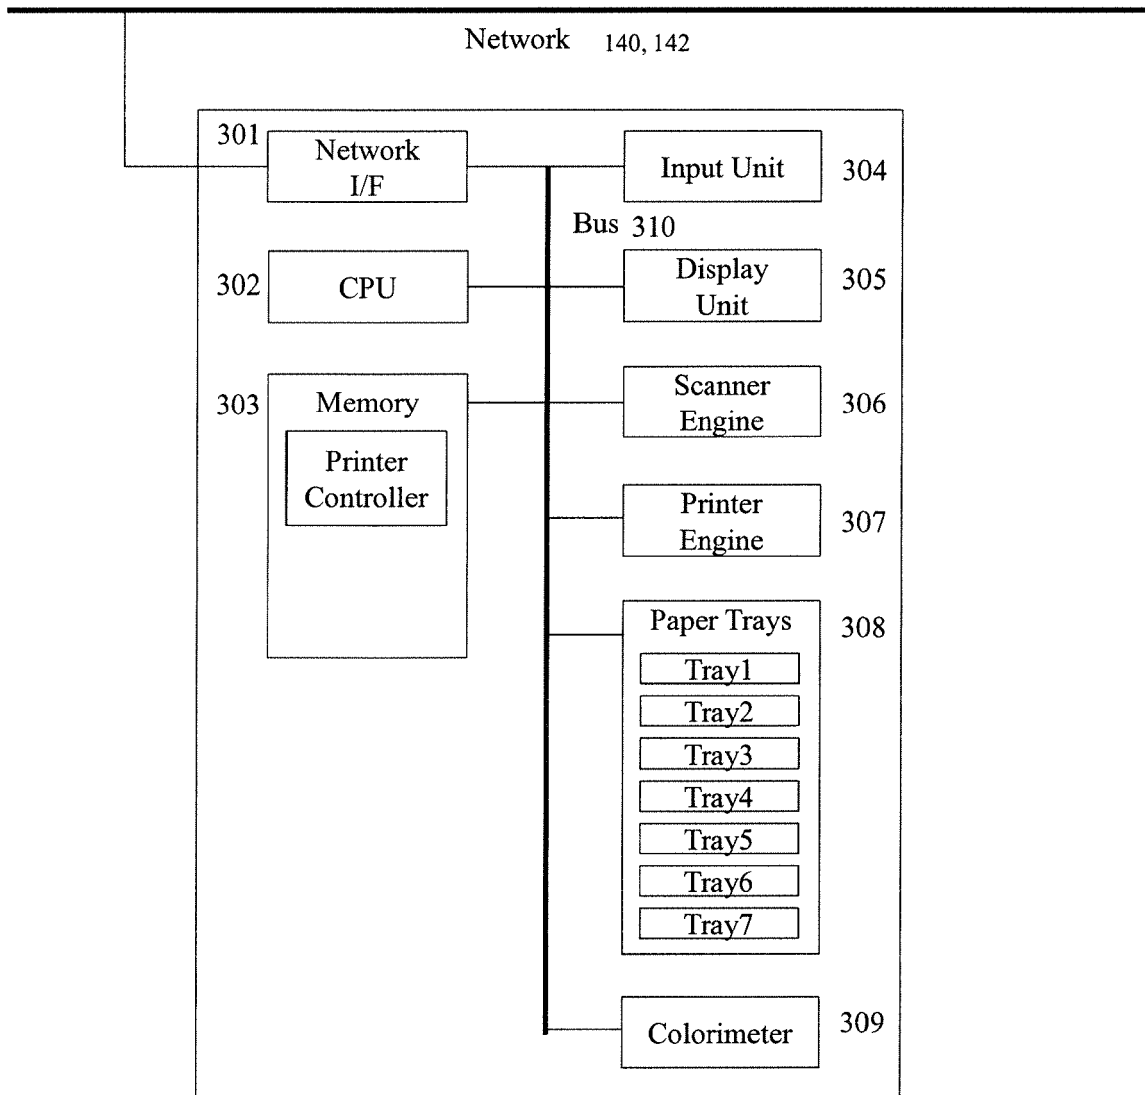 Network 140, 142
301
Network
I/F
Input Unit
304
Bus 310
302
CPU
Display
Unit
305
303
Memory
Printer
Controller
Scanner
Engine
306
Printer
Engine
307
Paper Trays
308
Tray1
Tray2
Tray3
Tray4
Tray5
Tray6
Tray7
Colorimeter
309